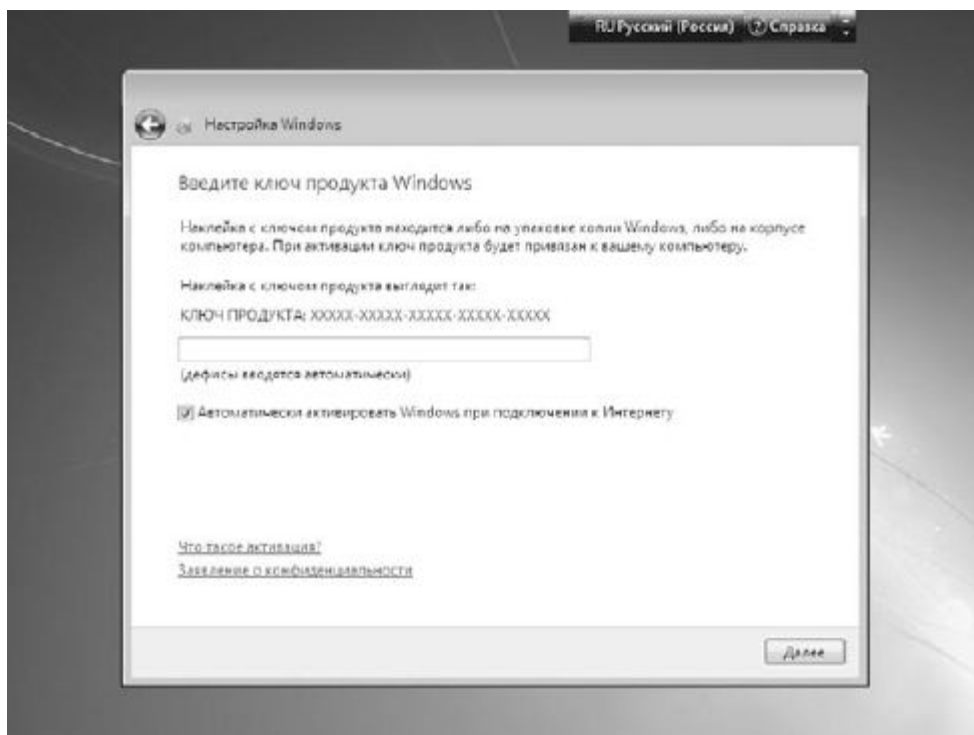 RU Русский (Россия) ? Справка
Настройка Windows
Введите ключ продукта Windows
Наклейка с ключом продукта находится либо на упаковке копии Windows, либо на корпусе
компьютера. При активации ключ продукта будет привязан к вашему компьютеру.
Наклейка с ключом продукта выглядит так:
КЛЮЧ ПРОДУКТА: XXXXX-XXXXX-XXXXX-XXXXX-XXXXX
(дефисы вводятся автоматически)
Автоматически активировать Windows при подключении к Интернету
Что такое активация?
Заявление о конфиденциальности
Далее